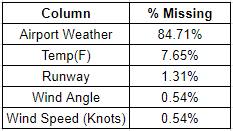 Column % Missing
Airport Weather 84.71%
Temp(F) 7.65%
Runway 1.31%
Wind Angle 0.54%
Wind Speed (Knots) 0.54%